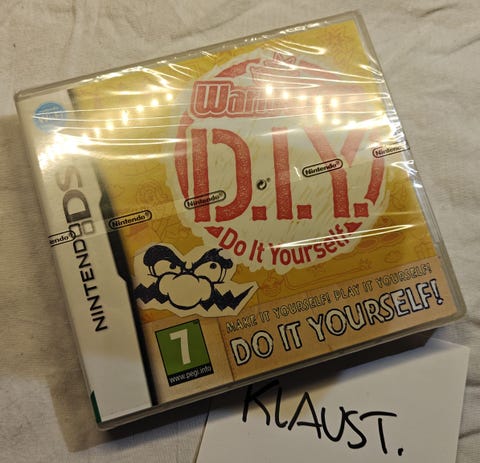 NINTENDO DS
D.I.Y.
Do It Yourself
Nintendo®
Nintendo®
Nintendo®
Nintendo®
Nintendo®
MAKE IT YOURSELF! PLAY IT YOURSELF!
DO IT YOURSELF!
7
www.pegi.info
KLAUST.